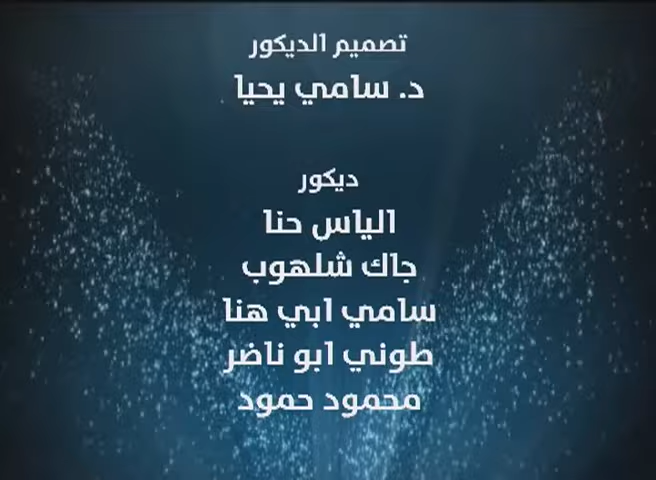 تصميم الديكور
د. سامي يحيا
ديكور
الياس حنا
جاك شلهوب
سامي ابي هنا
طوني ابو ناضر
محمود حمود